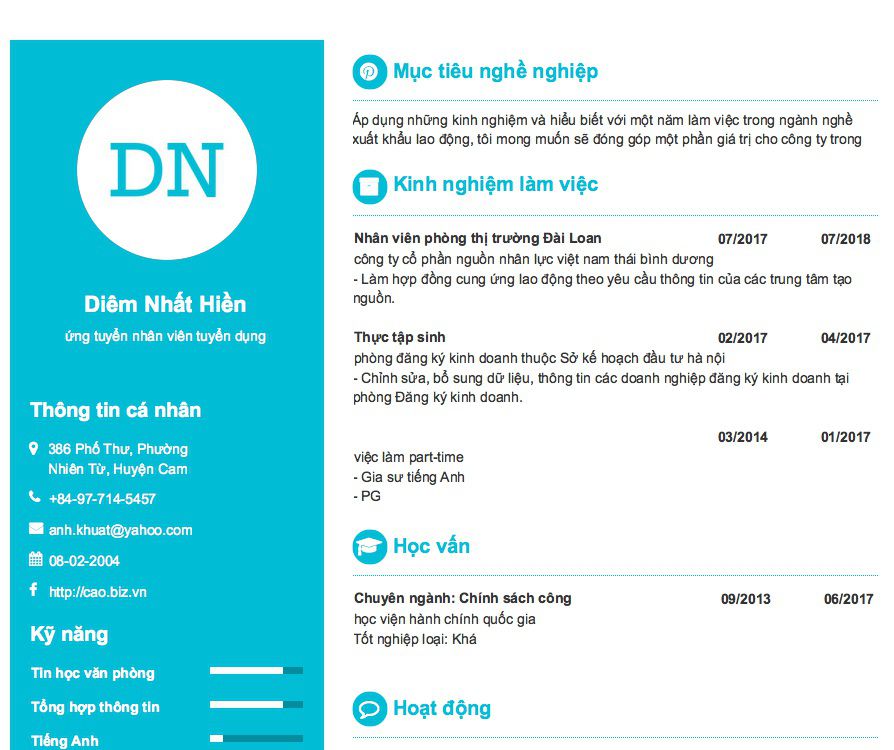 DN
Diêm Nhất Hiền
ứng tuyển nhân viên tuyển dụng
Thông tin cá nhân
386 Phố Thư, Phường
Nhiên Từ, Huyện Cam
+84-97-714-5457
anh.khuat@yahoo.com
08-02-2004
http://cao.biz.vn
Kỹ năng
Tin học văn phòng
Tổng hợp thông tin
Tiếng Anh
Mục tiêu nghề nghiệp
Áp dụng những kinh nghiệm và hiểu biết với một năm làm việc trong ngành nghề
xuất khẩu lao động, tôi mong muốn sẽ đóng góp một phần giá trị cho công ty trong
Kinh nghiệm làm việc
Nhân viên phòng thị trường Đài Loan 07/2017 07/2018
công ty cổ phần nguồn nhân lực việt nam thái bình dương
- Làm hợp đồng cung ứng lao động theo yêu cầu thông tin của các trung tâm tạo
nguồn.
Thực tập sinh 02/2017 04/2017
phòng đăng ký kinh doanh thuộc Sở kế hoạch đầu tư hà nội
- Chỉnh sửa, bổ sung dữ liệu, thông tin các doanh nghiệp đăng ký kinh doanh tại
phòng Đăng ký kinh doanh.
03/2014 01/2017
việc làm part-time
- Gia sư tiếng Anh
- PG
Học vấn
Chuyên ngành: Chính sách công 09/2013 06/2017
học viện hành chính quốc gia
Tốt nghiệp loại: Khá
Hoạt động